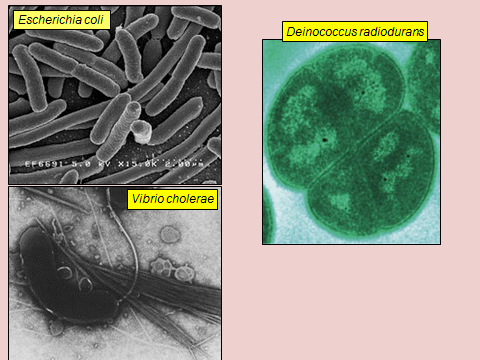 Escherichia coli
Deinococcus radiodurans
EF6691 5.0 KV X15.0K 2.00µm
Vibrio cholerae